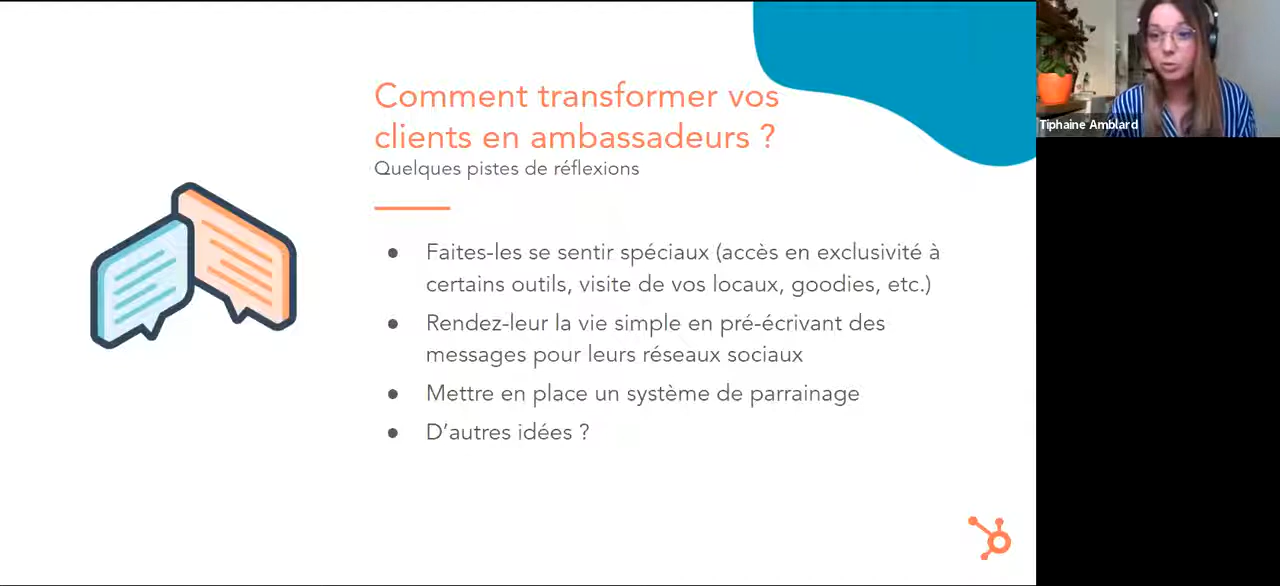 Comment transformer vos
clients en ambassadeurs ?
Quelques pistes de réflexions
● Faites-les se sentir spéciaux (accès en exclusivité à
certains outils, visite de vos locaux, goodies, etc.)
● Rendez-leur la vie simple en pré-écrivant des
messages pour leurs réseaux sociaux
● Mettre en place un système de parrainage
● D’autres idées ?
Tiphaine Amblard